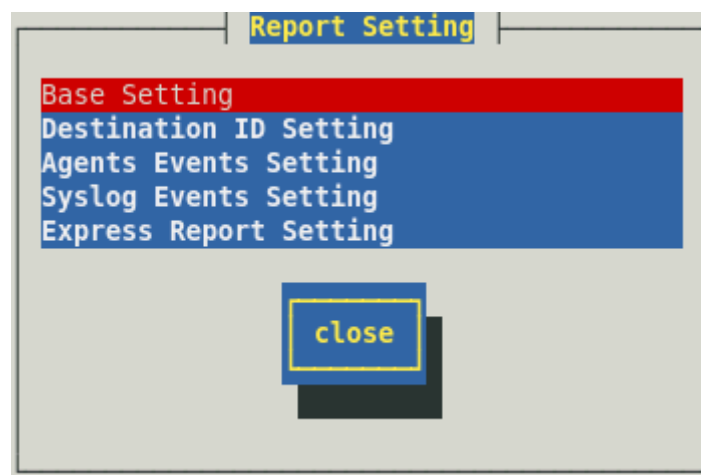 Report Setting
Base Setting
Destination ID Setting
Agents Events Setting
Syslog Events Setting
Express Report Setting
close